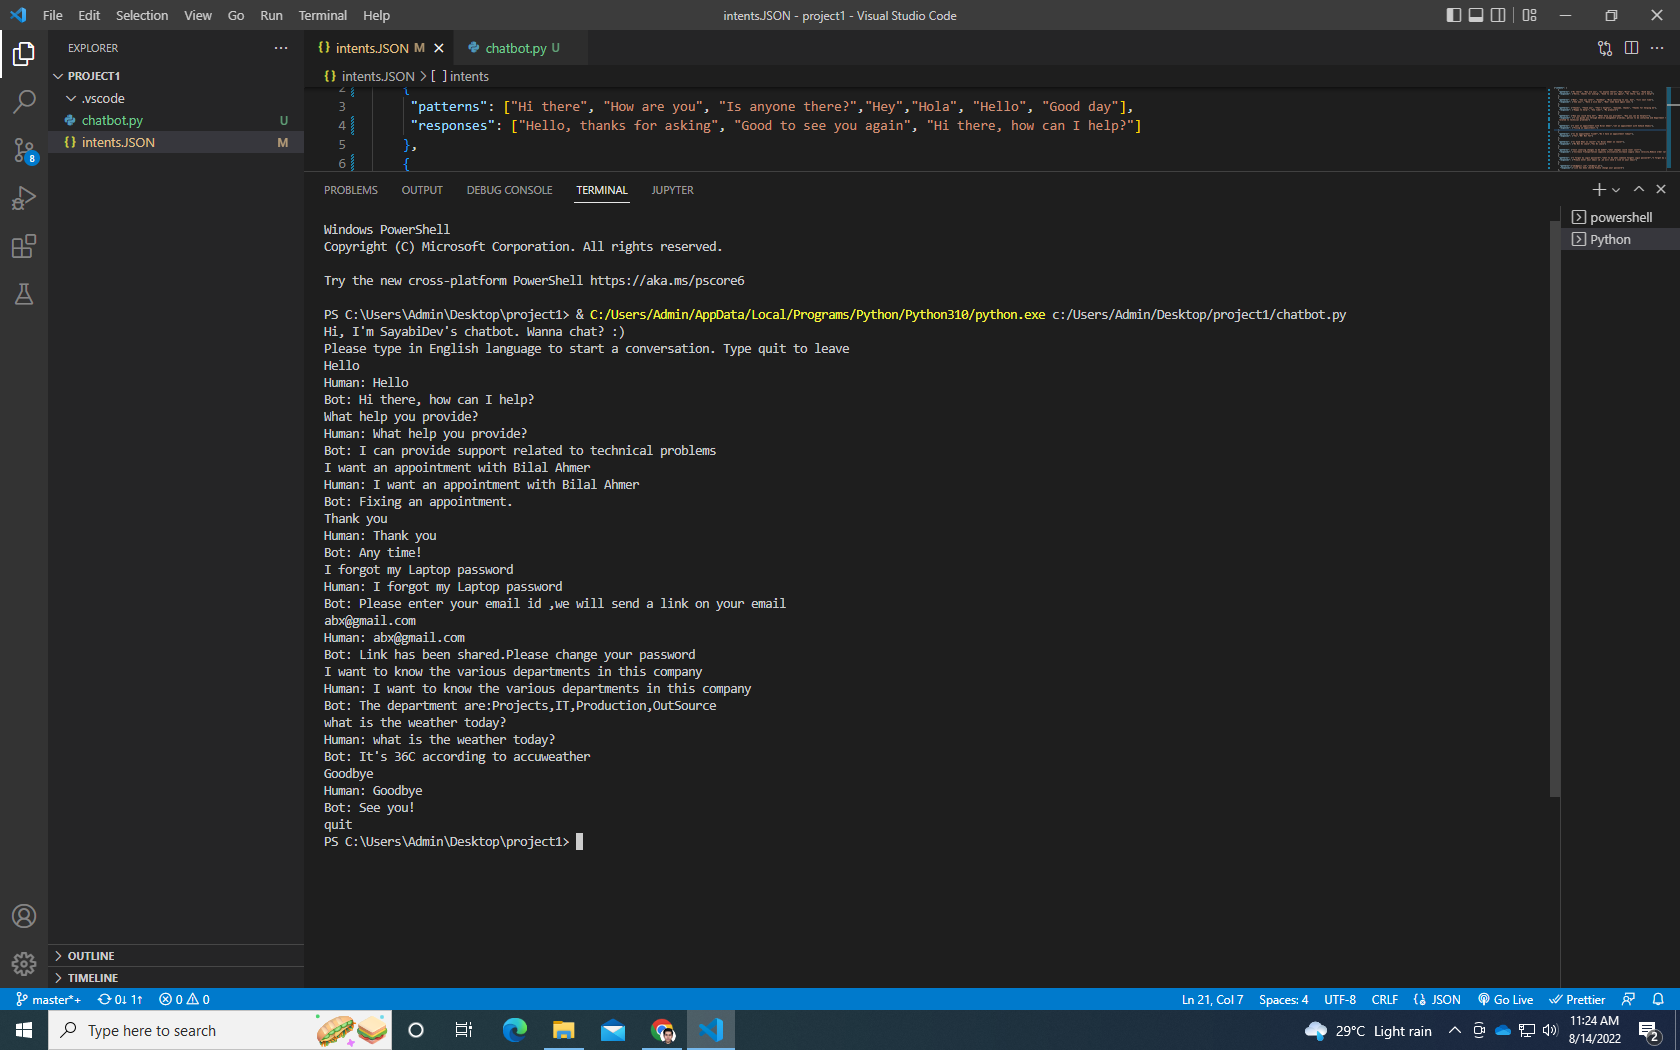 File Edit Selection View Go Run Terminal Help
intents.JSON - project1 - Visual Studio Code
EXPLORER
PROJECT1
.vscode
chatbot.py U
intents.JSON M
8
OUTLINE
TIMELINE
{} intents.JSON M
chatbot.py U
{} intents.JSON > [ ] intents
2 {
3 "patterns": ["Hi there", "How are you", "Is anyone there?","Hey","Hola", "Hello", "Good day"],
4 "responses": ["Hello, thanks for asking", "Good to see you again", "Hi there, how can I help?"]
5 },
6 {
PROBLEMS OUTPUT DEBUG CONSOLE TERMINAL JUPYTER
powershell
Python
Windows PowerShell
Copyright (C) Microsoft Corporation. All rights reserved.
Try the new cross-platform PowerShell https://aka.ms/pscore6
PS C:\Users\Admin\Desktop\project1> & C:/Users/Admin/AppData/Local/Programs/Python/Python310/python.exe c:/Users/Admin/Desktop/project1/chatbot.py
Hi, I'm SayabiDev's chatbot. Wanna chat? :)
Please type in English language to start a conversation. Type quit to leave
Hello
Human: Hello
Bot: Hi there, how can I help?
What help you provide?
Human: What help you provide?
Bot: I can provide support related to technical problems
I want an appointment with Bilal Ahmer
Human: I want an appointment with Bilal Ahmer
Bot: Fixing an appointment.
Thank you
Human: Thank you
Bot: Any time!
I forgot my Laptop password
Human: I forgot my Laptop password
Bot: Please enter your email id ,we will send a link on your email
abx@gmail.com
Human: abx@gmail.com
Bot: Link has been shared.Please change your password
I want to know the various departments in this company
Human: I want to know the various departments in this company
Bot: The department are:Projects,IT,Production,OutSource
what is the weather today?
Human: what is the weather today?
Bot: It's 36C according to accuweather
Goodbye
Human: Goodbye
Bot: See you!
quit
PS C:\Users\Admin\Desktop\project1>
master*+ 0↓ 1↑ 0 0
Ln 21, Col 7 Spaces: 4 UTF-8 CRLF {} JSON Go Live Prettier
Type here to search
29°C Light rain
11:24 AM
8/14/2022
2